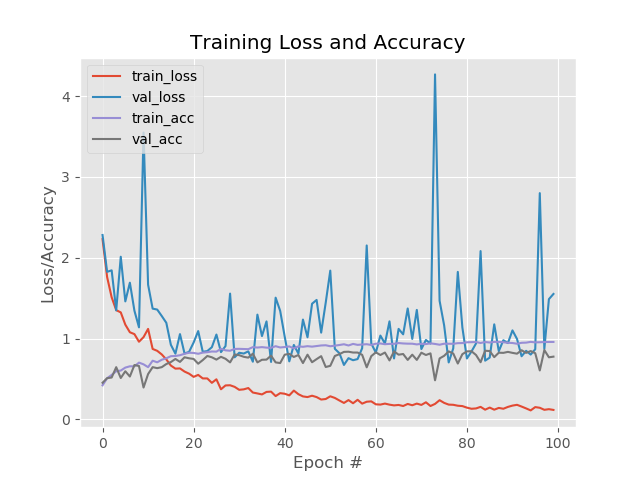 Training Loss and Accuracy
train_loss
val_loss
train_acc
val_acc
Loss/Accuracy
4
3
2
1
0
0 20 40 60 80 100
Epoch #